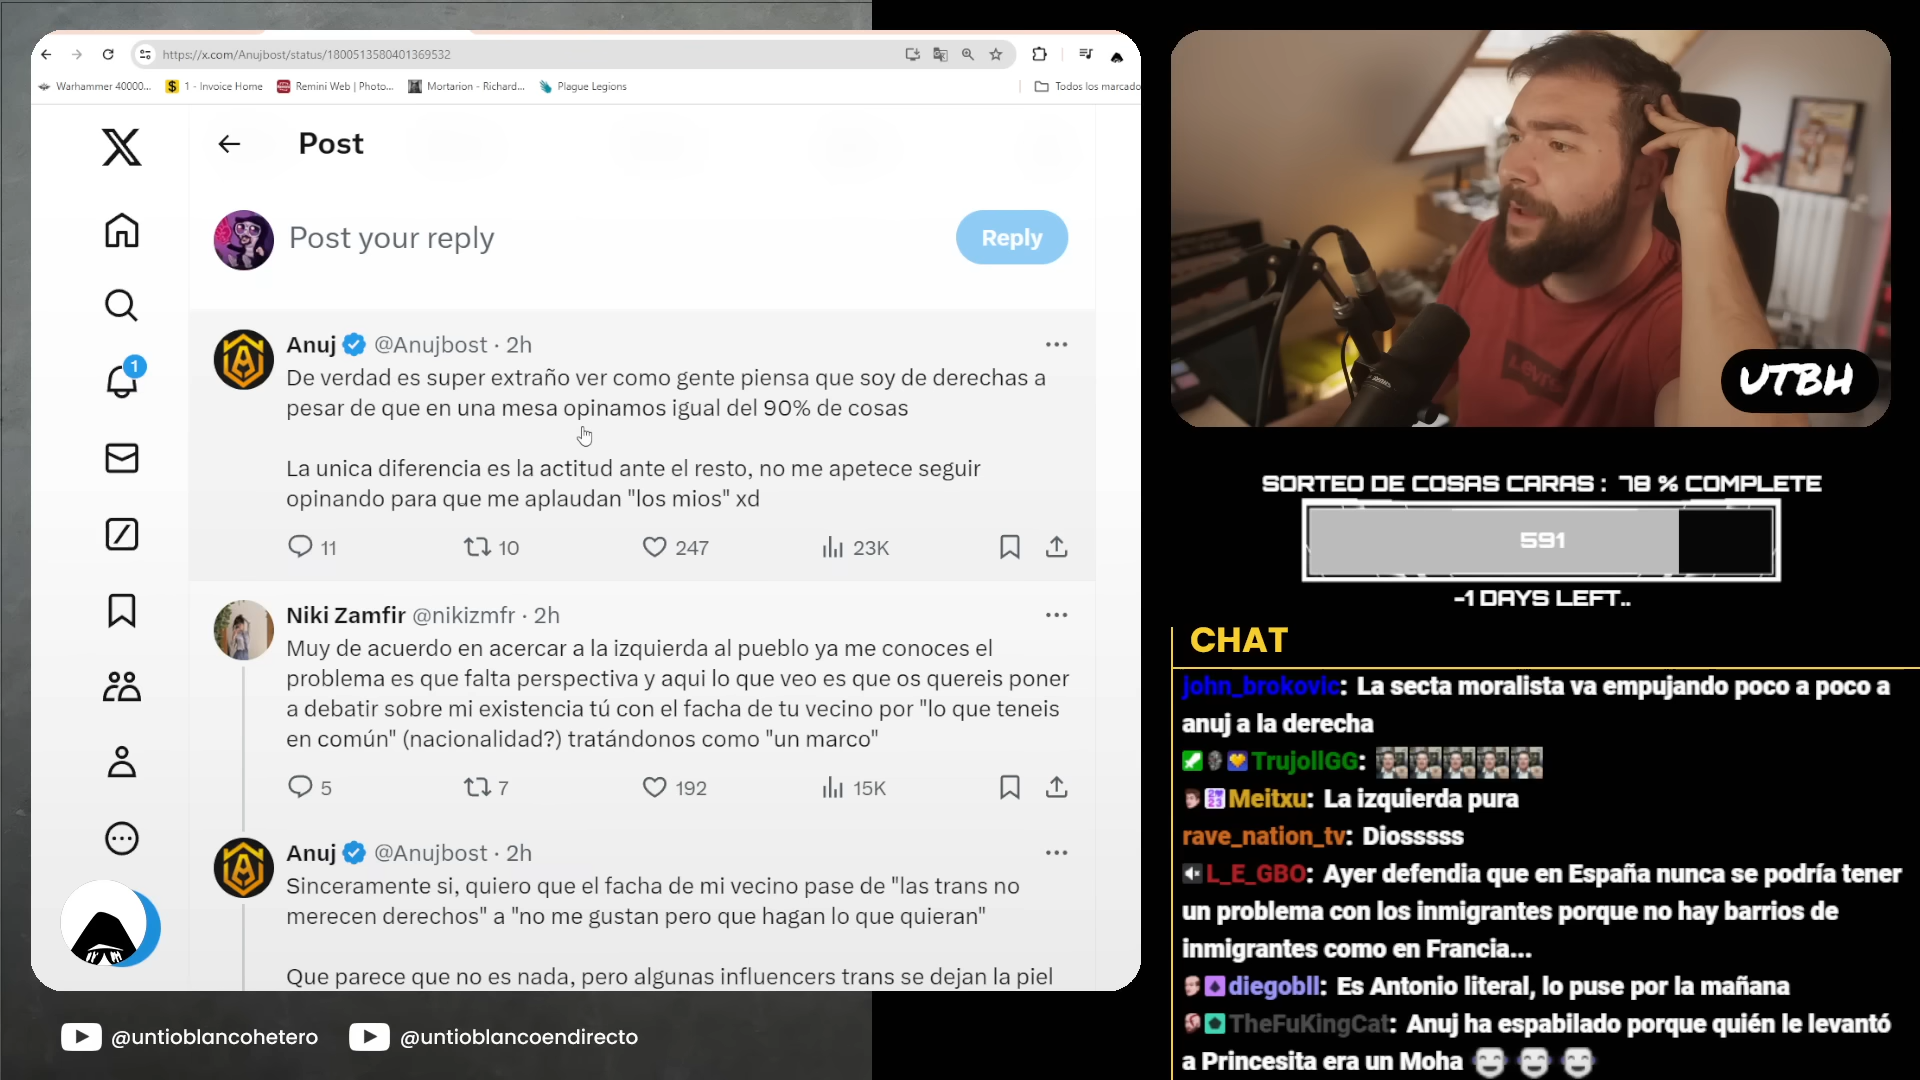 https://x.com/Anujbost/status/1800513580401369532
Warhammer 40000...
1 - Invoice Home
Remini Web | Photo...
Mortarion - Richard...
Plague Legions
Todos los marcado
Post
Post your reply
Reply
1
Anuj @Anujbost · 2h
De verdad es super extraño ver como gente piensa que soy de derechas a
pesar de que en una mesa opinamos igual del 90% de cosas
La unica diferencia es la actitud ante el resto, no me apetece seguir
opinando para que me aplaudan "los mios" xd
11 10 247 23K
Niki Zamfir @nikizmfr · 2h
Muy de acuerdo en acercar a la izquierda al pueblo ya me conoces el
problema es que falta perspectiva y aqui lo que veo es que os quereis poner
a debatir sobre mi existencia tú con el facha de tu vecino por "lo que teneis
en común" (nacionalidad?) tratándonos como "un marco"
5 7 192 15K
Anuj @Anujbost · 2h
Sinceramente si, quiero que el facha de mi vecino pase de "las trans no
merecen derechos" a "no me gustan pero que hagan lo que quieran"
Que parece que no es nada, pero algunas influencers trans se dejan la piel
@untioblancohetero
@untioblancoendirecto
Levi's
UTBH
SORTEO DE COSAS CARAS : 78 % COMPLETE
591
-1 DAYS LEFT..
CHAT
john_brokovic: La secta moralista va empujando poco a poco a
anuj a la derecha
TrujollGG:
Meitxu: La izquierda pura
rave_nation_tv: Diosssss
L_E_GBO: Ayer defendia que en España nunca se podría tener
un problema con los inmigrantes porque no hay barrios de
inmigrantes como en Francia...
diegobll: Es Antonio literal, lo puse por la mañana
TheFuKingCat: Anuj ha espabilado porque quién le levantó
a Princesita era un Moha